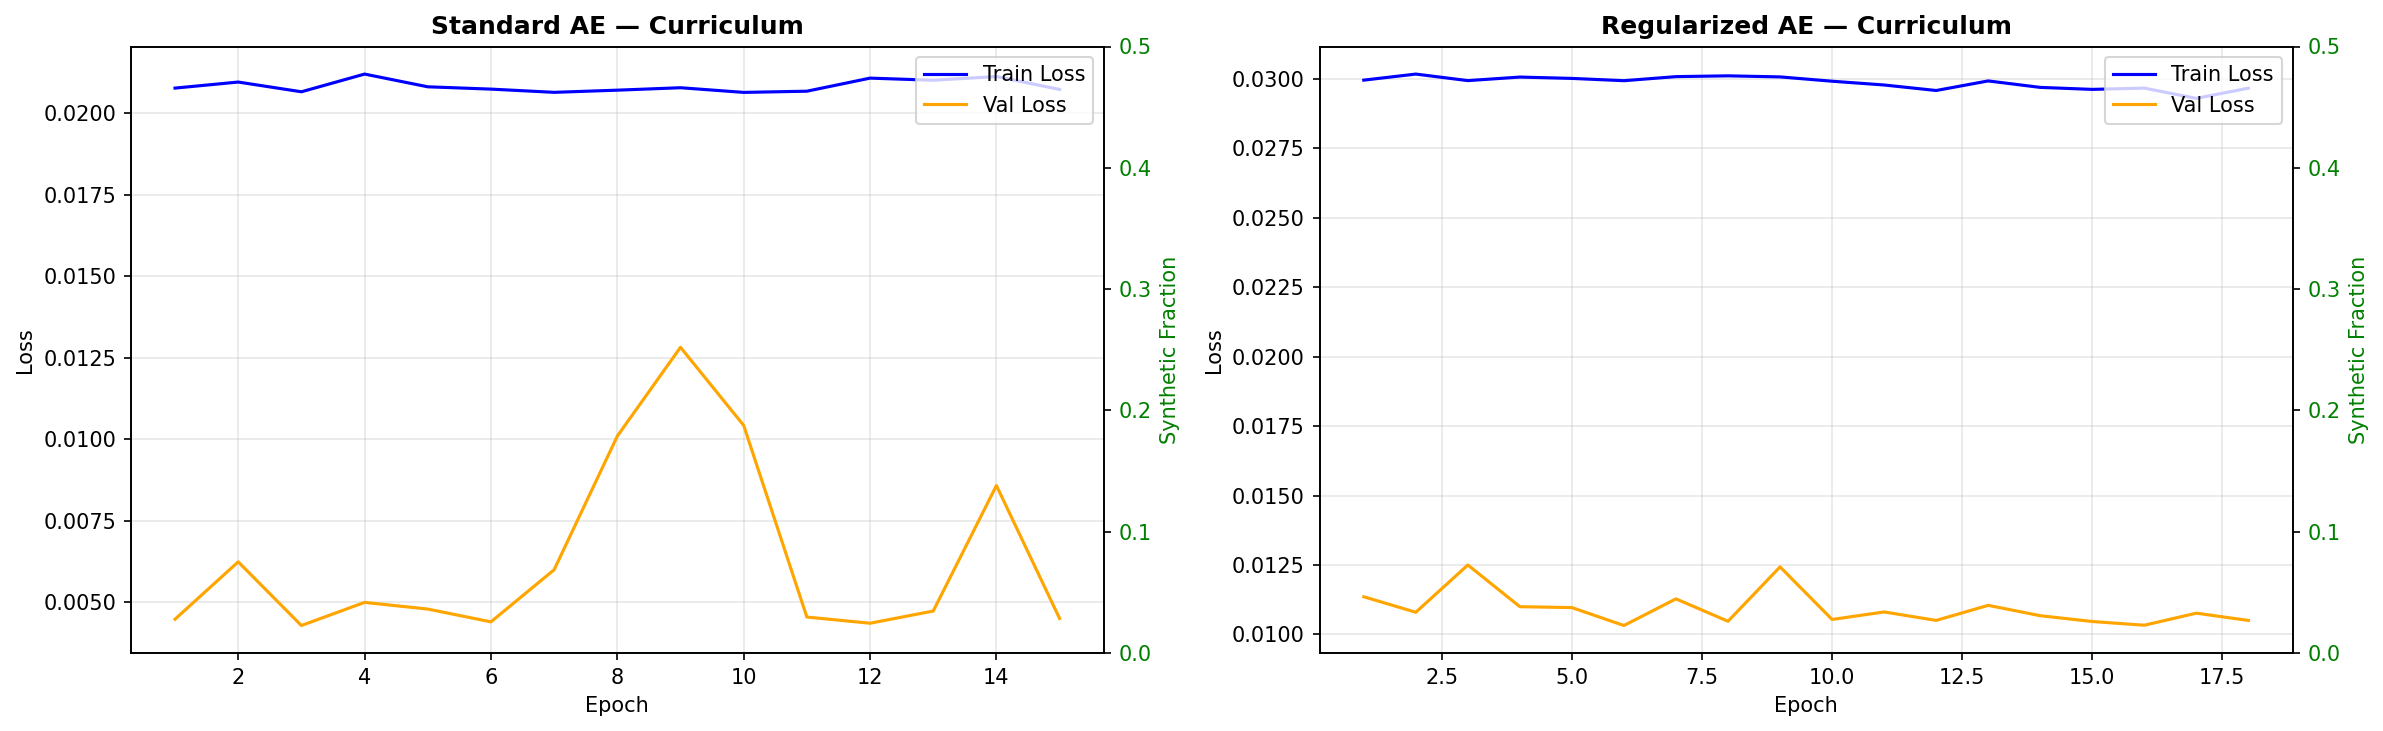 Standard AE — Curriculum
Train Loss
Val Loss
0.0200
0.0175
0.0150
0.0125
0.0100
0.0075
0.0050
Loss
0.5
0.4
0.3
0.2
0.1
0.0
Synthetic Fraction
2 4 6 8 10 12 14
Epoch
Regularized AE — Curriculum
Train Loss
Val Loss
0.0300
0.0275
0.0250
0.0225
0.0200
0.0175
0.0150
0.0125
0.0100
Loss
0.5
0.4
0.3
0.2
0.1
0.0
Synthetic Fraction
2.5 5.0 7.5 10.0 12.5 15.0 17.5
Epoch